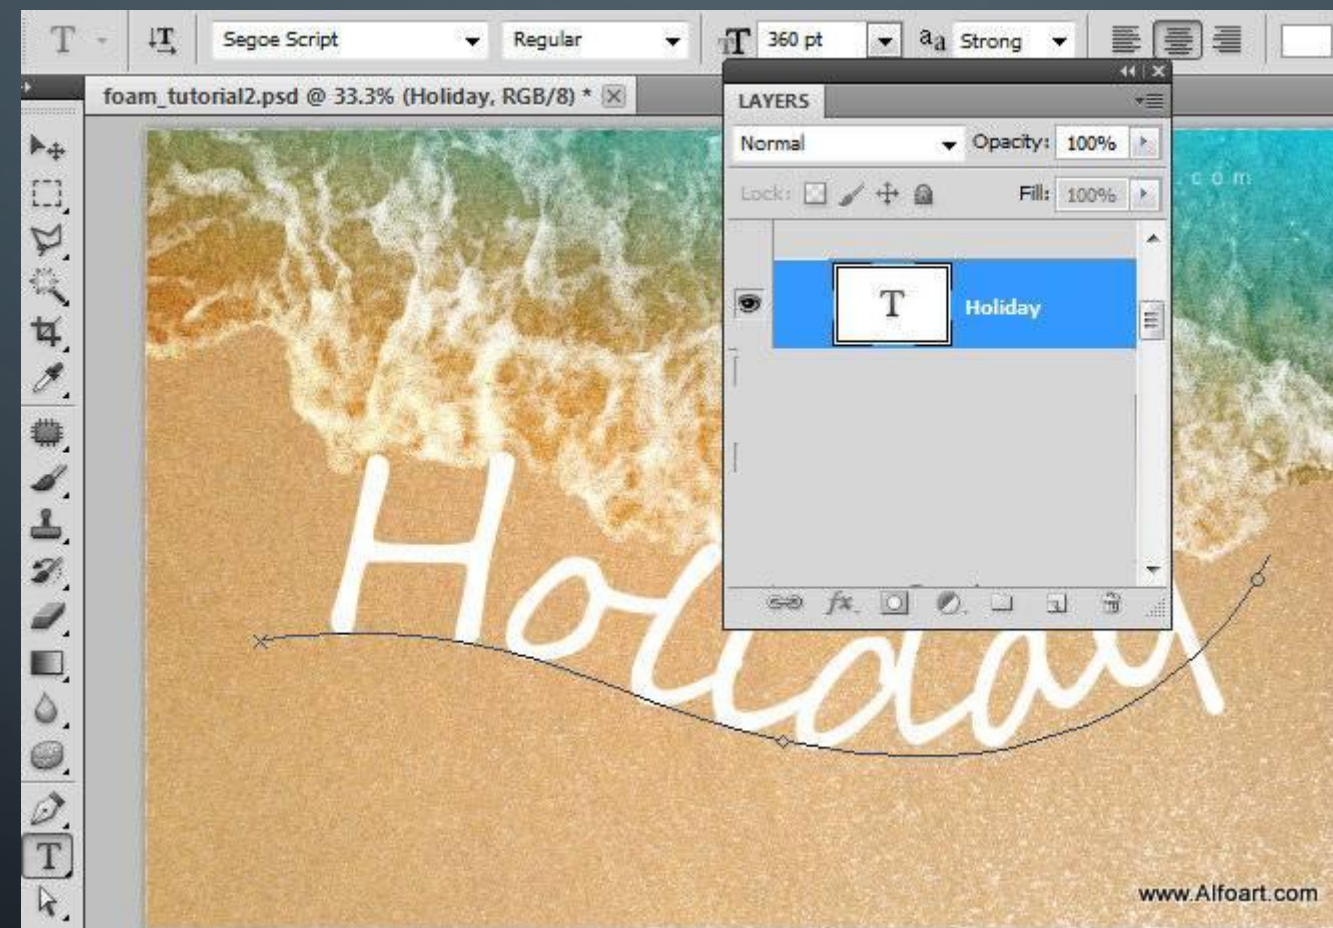 T T Segoe Script Regular T 360 pt aa Strong
foam_tutorial2.psd @ 33.3% (Holiday, RGB/8) *
LAYERS
Normal Opacity: 100%
Lock: Fill: 100%
.com
T Holiday
fx.
Holiday
T
www.Alfoart.com